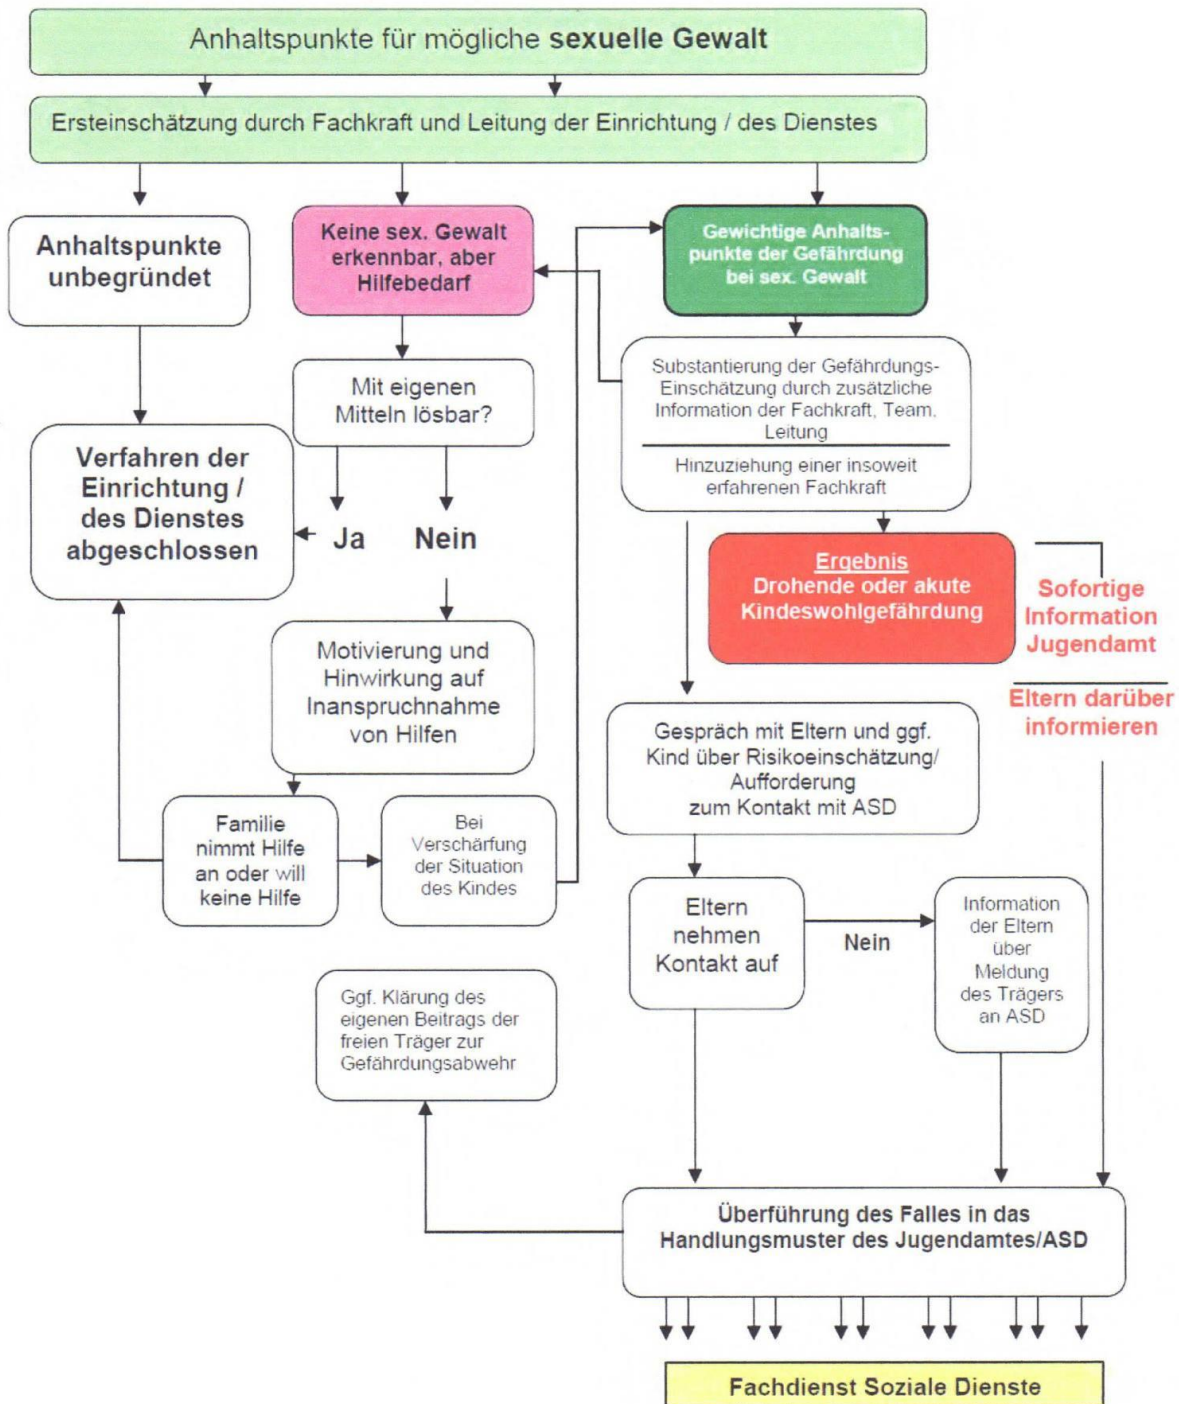 Anhaltspunkte für mögliche sexuelle Gewalt
Ersteinschätzung durch Fachkraft und Leitung der Einrichtung / des Dienstes
Anhaltspunkte
unbegründet
Keine sex. Gewalt
erkennbar, aber
Hilfebedarf
Gewichtige Anhalts-
punkte der Gefährdung
bei sex. Gewalt
Mit eigenen
Mitteln lösbar?
Substantierung der Gefährdungs-
Einschätzung durch zusätzliche
Information der Fachkraft, Team.
Leitung
Hinzuziehung einer insoweit
erfahrenen Fachkraft
Verfahren der
Einrichtung /
des Dienstes
abgeschlossen
Ja
Nein
Ergebnis
Drohende oder akute
Kindeswohlgefährdung
Sofortige
Information
Jugendamt
Eltern darüber
informieren
Motivierung und
Hinwirkung auf
Inanspruchnahme
von Hilfen
Gespräch mit Eltern und ggf.
Kind über Risikoeinschätzung/
Aufforderung
zum Kontakt mit ASD
Familie
nimmt Hilfe
an oder will
keine Hilfe
Bei
Verschärfung
der Situation
des Kindes
Eltern
nehmen
Kontakt auf
Nein
Information
der Eltern
über
Meldung
des Trägers
an ASD
Ggf. Klärung des
eigenen Beitrags der
freien Träger zur
Gefährdungsabwehr
Überführung des Falles in das
Handlungsmuster des Jugendamtes/ASD
Fachdienst Soziale Dienste